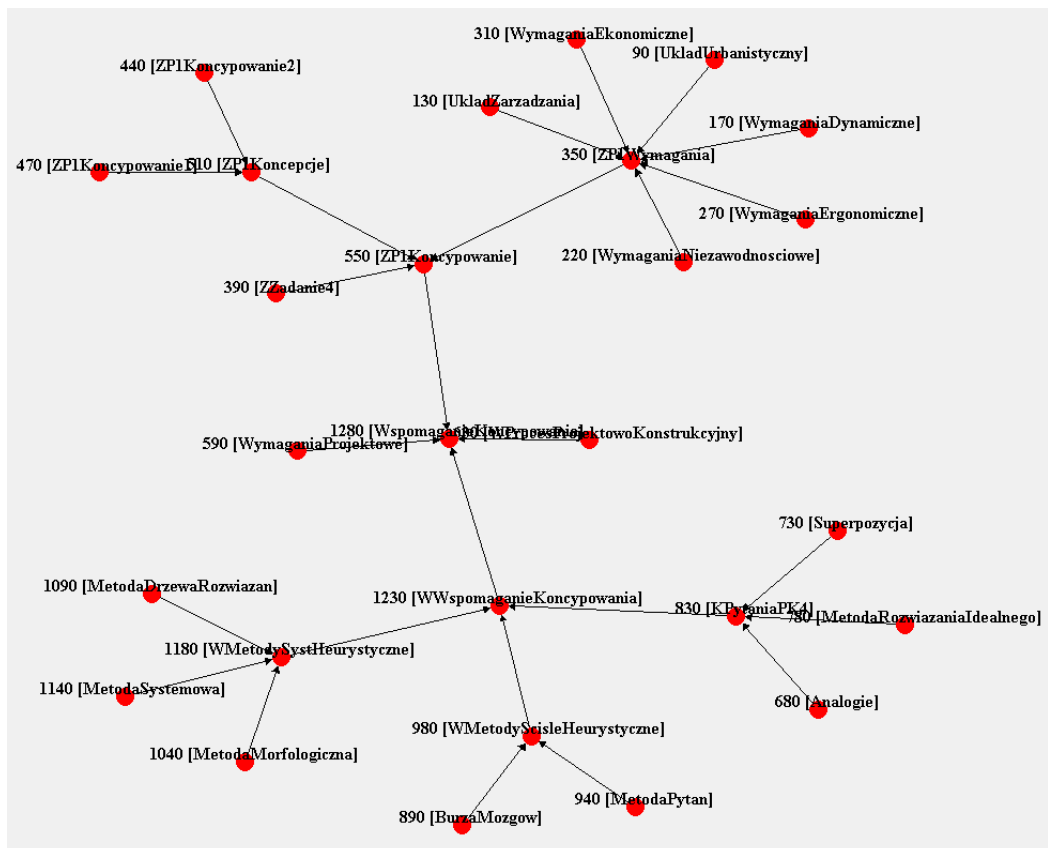 310 [WymaganiaEkonomiczne]
90 [UkladUrbanistyczny]
440 [ZP1Koncypowanie2]
130 [UkladZarzadzania]
170 [WymaganiaDynamiczne]
350 [ZP1Wymagania]
470 [ZP1Koncypowanie1]
510 [ZP1Koncepcje]
270 [WymaganiaErgonomiczne]
550 [ZP1Koncypowanie]
220 [WymaganiaNiezawodnosciowe]
390 [ZZadanie4]
1280 [WspomaganieKoncypowania]
[WProcesProjektowoKonstrukcyjny]
590 [WymaganiaProjektowe]
730 [Superpozycja]
1090 [MetodaDrzewaRozwiazan]
1230 [WWspomaganieKoncypowania]
830 [KPytaniaPK4]
780 [MetodaRozwiazaniaIdealnego]
1180 [WMetodySystHeurystyczne]
1140 [MetodaSystemowa]
680 [Analogie]
980 [WMetodyScisleHeurystyczne]
1040 [MetodaMorfologiczna]
940 [MetodaPytan]
890 [BurzaMozgow]